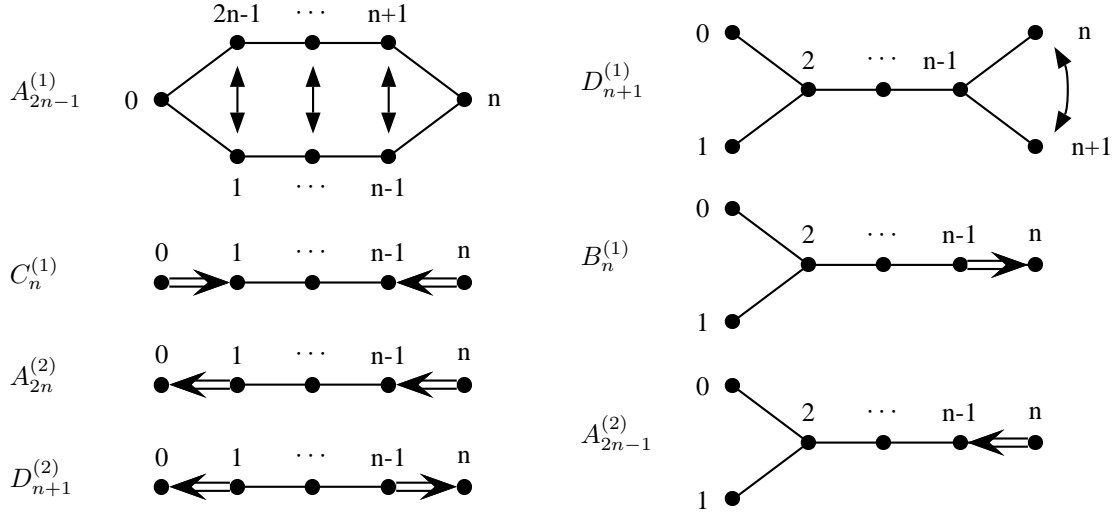 2n-1 ··· n+1
A_{2n-1}^{(1)} 0 n
1 ··· n-1
0 1 ··· n-1 n
C_n^{(1)}
0 1 ··· n-1 n
A_{2n}^{(2)}
0 1 ··· n-1 n
D_{n+1}^{(2)}
0 n
2 ··· n-1
D_{n+1}^{(1)}
1 n+1
0
2 ··· n-1 n
B_n^{(1)}
1
0
2 ··· n-1 n
A_{2n-1}^{(2)}
1